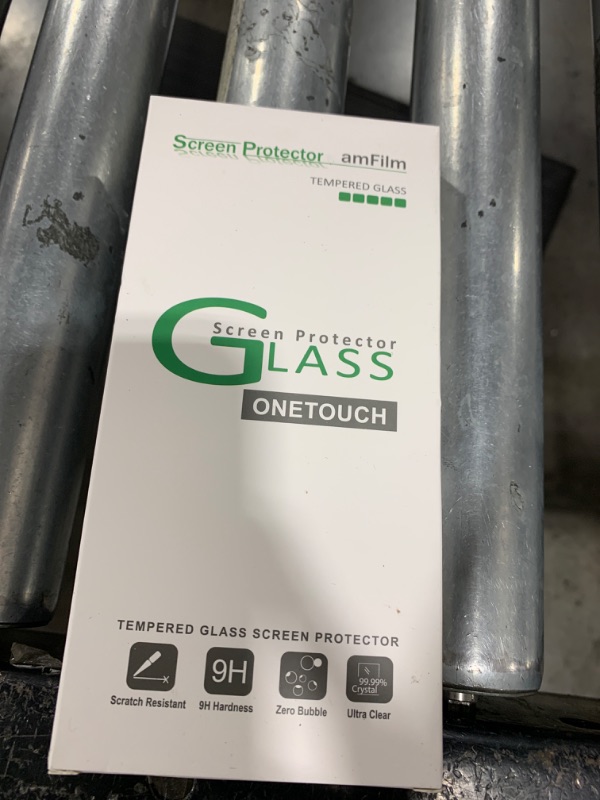 Screen Protector amFilm
TEMPERED GLASS
Screen Protector
GLASS
ONETOUCH
TEMPERED GLASS SCREEN PROTECTOR
9H 99.99%
Crystal
Scratch Resistant 9H Hardness Zero Bubble Ultra Clear